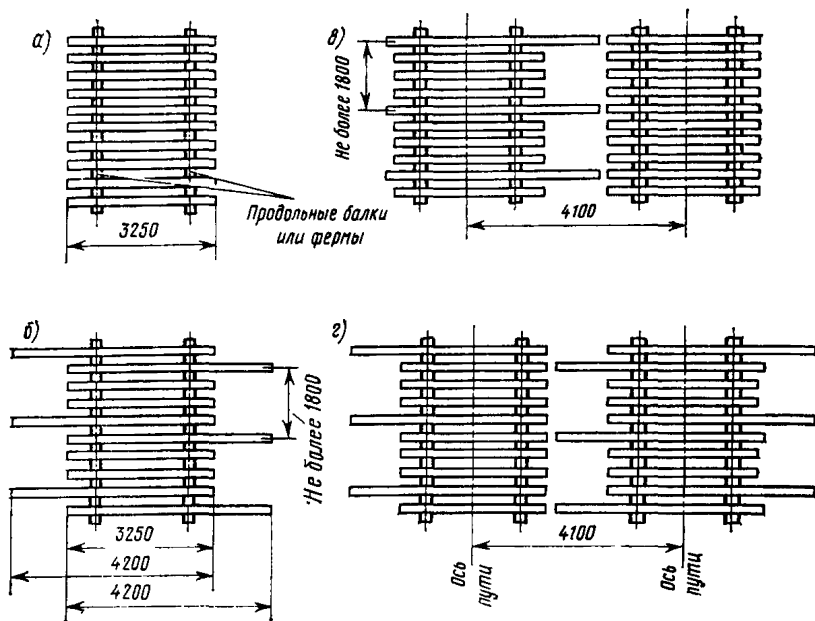 а)
Продольные балки
или фермы
3250
в)
Не более 1800
4100
б)
Не более 1800
3250
4200
4200
г)
4100
Ось
пути
Ось
пути